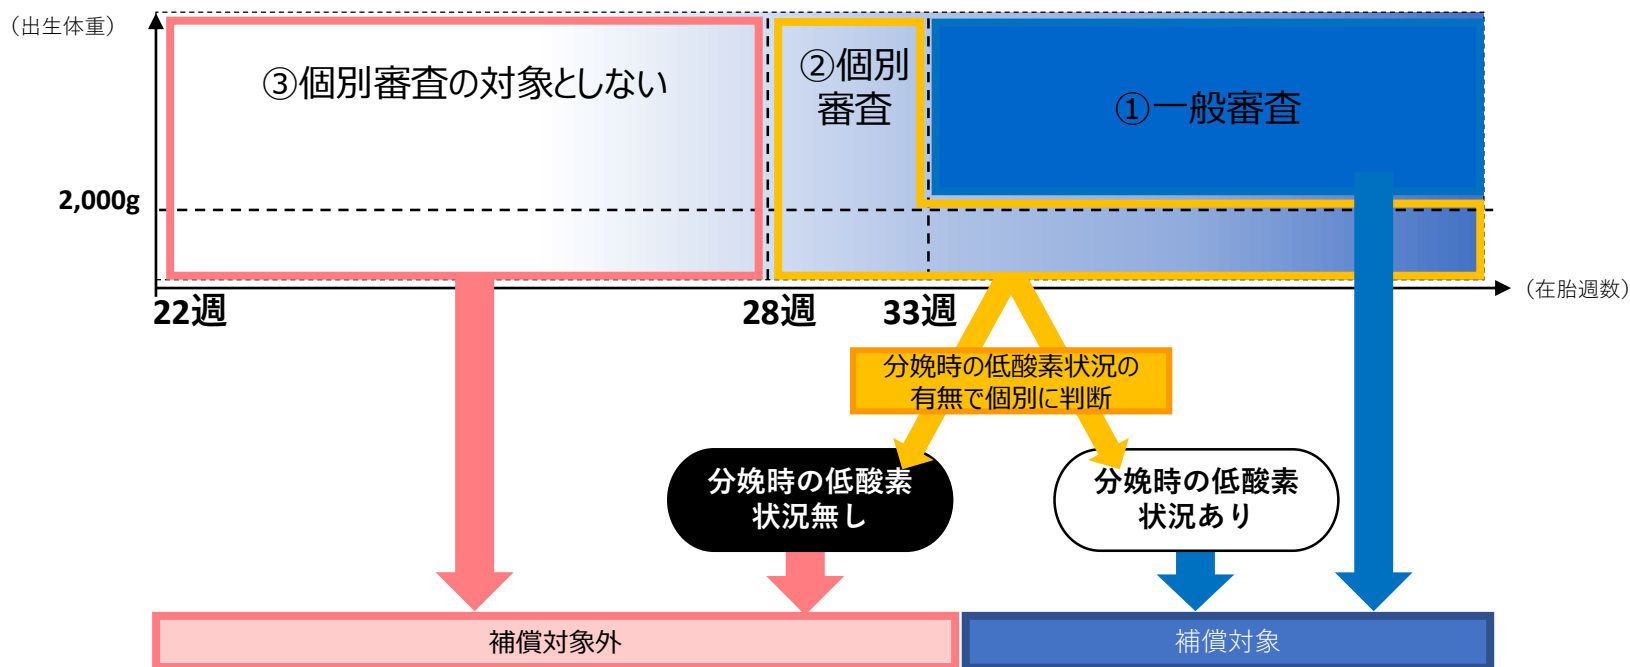 （出生体重）
③個別審査の対象としない
②個別
審査
①一般審査
2,000g
22週
28週
33週
（在胎週数）
分娩時の低酸素状況の
有無で個別に判断
分娩時の低酸素
状況無し
分娩時の低酸素
状況あり
補償対象外
補償対象